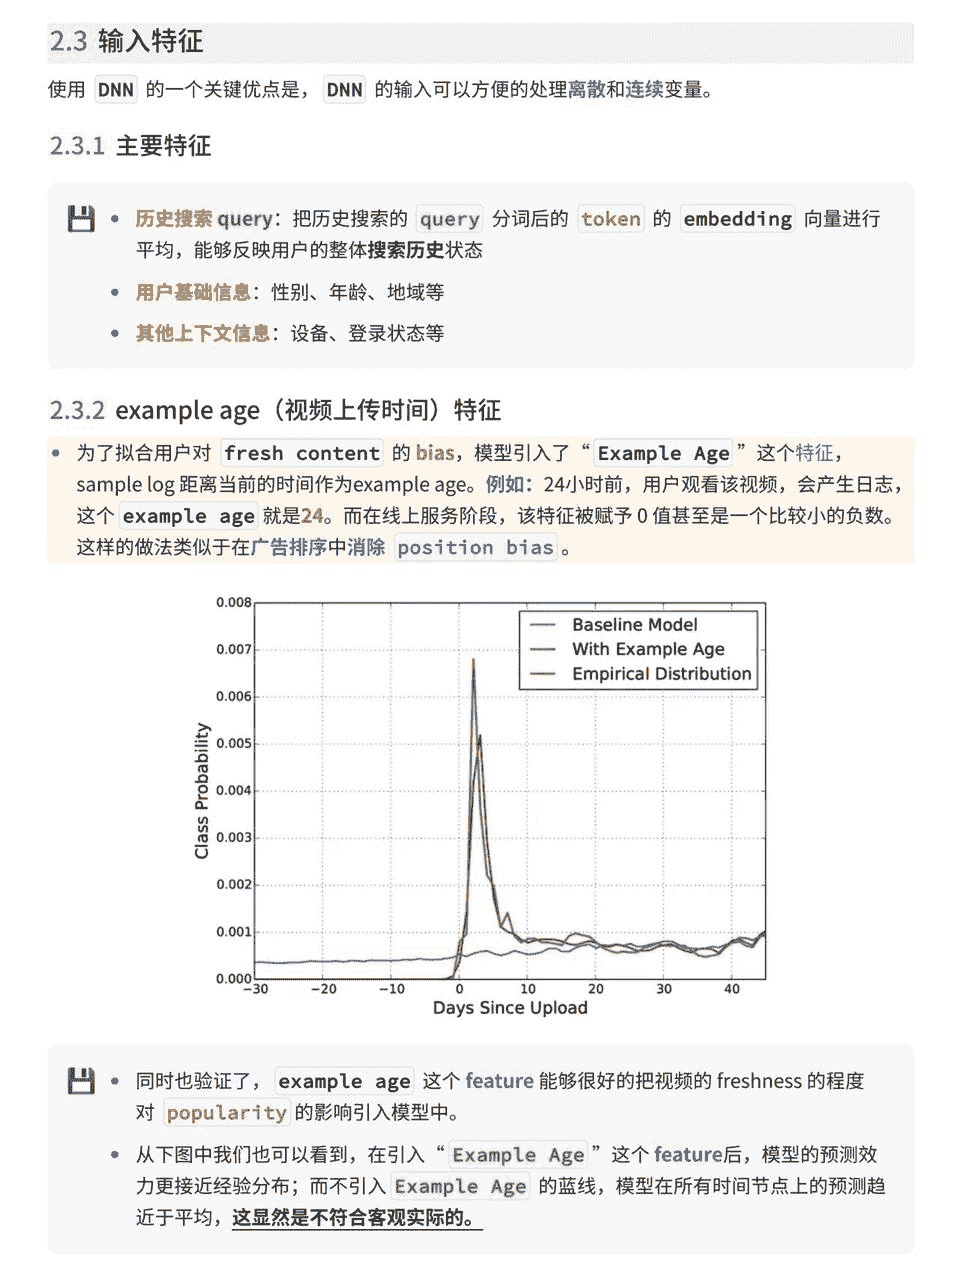 2.3 输入特征
使用 DNN 的一个关键优点是， DNN 的输入可以方便的处理离散和连续变量。
2.3.1 主要特征
历史搜索 query：把历史搜索的 query 分词后的 token 的 embedding 向量进行
平均，能够反映用户的整体搜索历史状态
用户基础信息：性别、年龄、地域等
其他上下文信息：设备、登录状态等
2.3.2 example age（视频上传时间）特征
为了拟合用户对 fresh content 的 bias，模型引入了“ Example Age ”这个特征，
sample log 距离当前的时间作为example age。例如：24小时前，用户观看该视频，会产生日志，
这个 example age 就是24。而在线上服务阶段，该特征被赋予 0 值甚至是一个比较小的负数。
这样的做法类似于在广告排序中消除 position bias 。
0.008
0.007
0.006
0.005
0.004
0.003
0.002
0.001
0.000
Class Probability
Baseline Model
With Example Age
Empirical Distribution
−30 −20 −10 0 10 20 30 40
Days Since Upload
同时也验证了， example age 这个 feature 能够很好的把视频的 freshness 的程度
对 popularity 的影响引入模型中。
从下图中我们也可以看到，在引入“ Example Age ”这个 feature后，模型的预测效
力更接近经验分布；而不引入 Example Age 的蓝线，模型在所有时间节点上的预测趋
近于平均，这显然是不符合客观实际的。